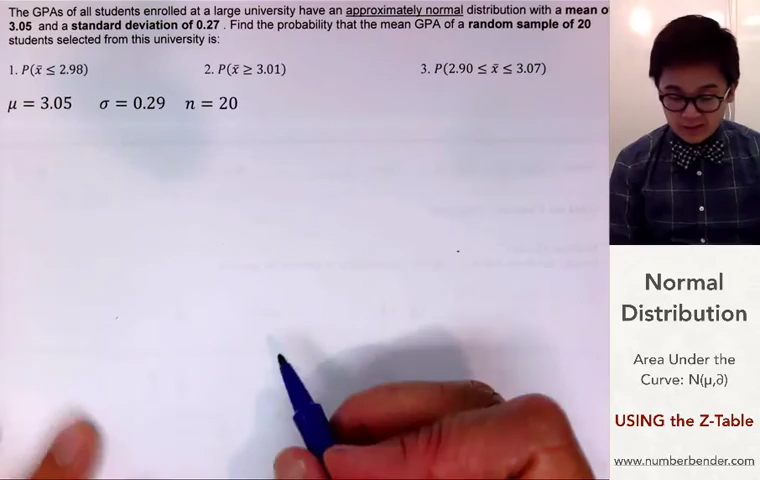 The GPAs of all students enrolled at a large university have an approximately normal distribution with a mean o
3.05 and a standard deviation of 0.27 . Find the probability that the mean GPA of a random sample of 20
students selected from this university is:
1. P(x̄ ≤ 2.98) 2. P(x̄ ≥ 3.01) 3. P(2.90 ≤ x̄ ≤ 3.07)
μ = 3.05 σ = 0.29 n = 20
Normal
Distribution
Area Under the
Curve: N(μ,∂)
USING the Z-Table
www.numberbender.com